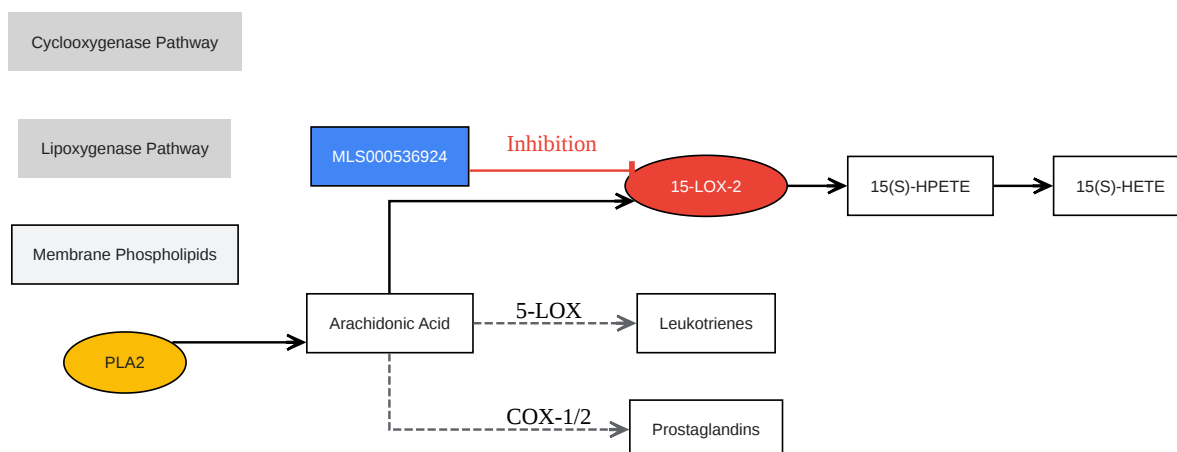 Cyclooxygenase Pathway
Lipoxygenase Pathway
MLS000536924
Inhibition
15-LOX-2
15(S)-HPETE
15(S)-HETE
Membrane Phospholipids
Arachidonic Acid
5-LOX
Leukotrienes
PLA2
COX-1/2
Prostaglandins